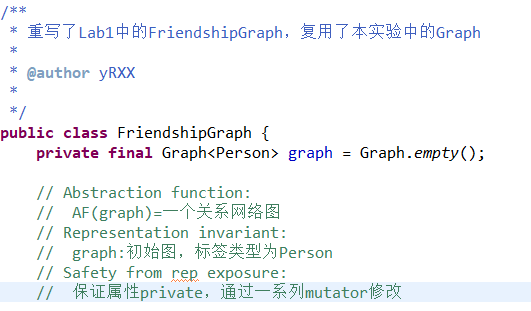 /**
 * 重写了Lab1中的FriendshipGraph，复用了本实验中的Graph
 *
 * @author yRXX
 *
 */
public class FriendshipGraph {
    private final Graph<Person> graph = Graph.empty();
    // Abstraction function:
    //  AF(graph)=一个关系网络图
    // Representation invariant:
    //  graph:初始图，标签类型为Person
    // Safety from rep exposure:
    //  保证属性private，通过一系列mutator修改